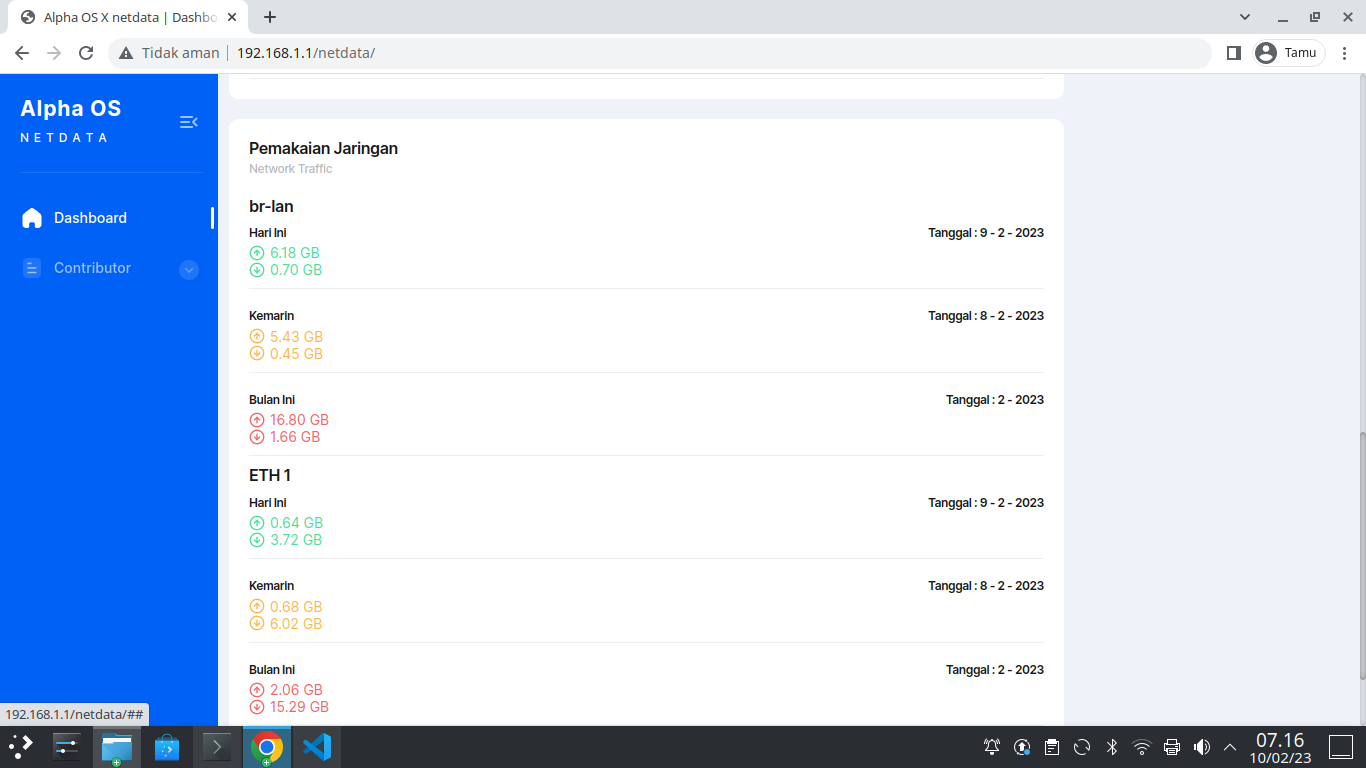 Alpha OS X netdata | Dashbo
Tidak aman
192.168.1.1/netdata/
Tamu
Alpha OS
NETDATA
Dashboard
Contributor
Pemakaian Jaringan
Network Traffic
br-lan
Hari Ini
Tanggal : 9 - 2 - 2023
6.18 GB
0.70 GB
Kemarin
Tanggal : 8 - 2 - 2023
5.43 GB
0.45 GB
Bulan Ini
Tanggal : 2 - 2023
16.80 GB
1.66 GB
ETH 1
Hari Ini
Tanggal : 9 - 2 - 2023
0.64 GB
3.72 GB
Kemarin
Tanggal : 8 - 2 - 2023
0.68 GB
6.02 GB
Bulan Ini
Tanggal : 2 - 2023
2.06 GB
15.29 GB
192.168.1.1/netdata/##
07.16
10/02/23